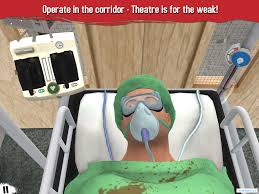 Operate in the corridor - Theatre is for the weak!